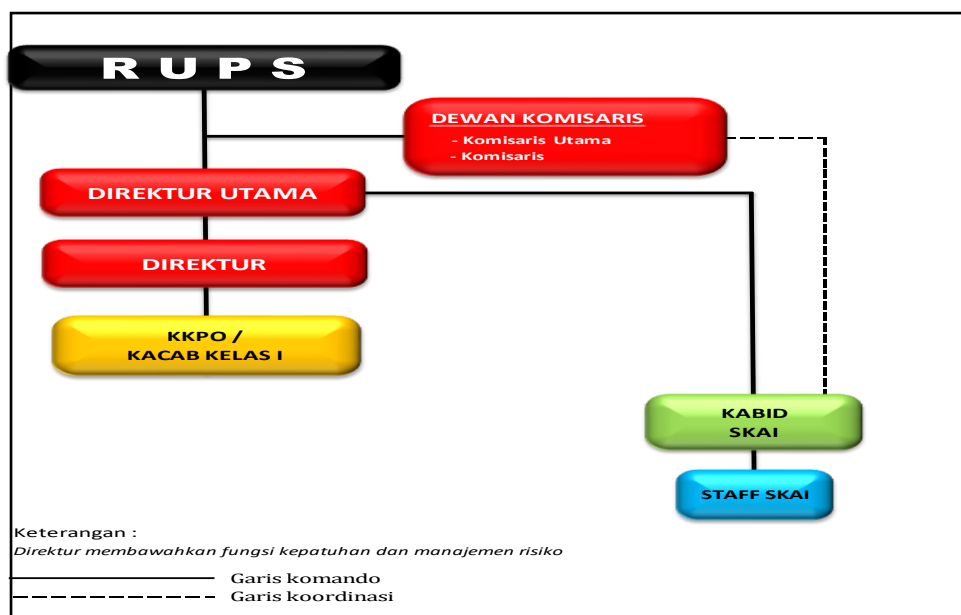 R U P S
DEWAN KOMISARIS
- Komisaris Utama
- Komisaris
DIREKTUR UTAMA
DIREKTUR
KKPO /
KACAB KELAS I
KABID
SKAI
STAFF SKAI
Keterangan :
Direktur membawahkan fungsi kepatuhan dan manajemen risiko
Garis komando
Garis koordinasi